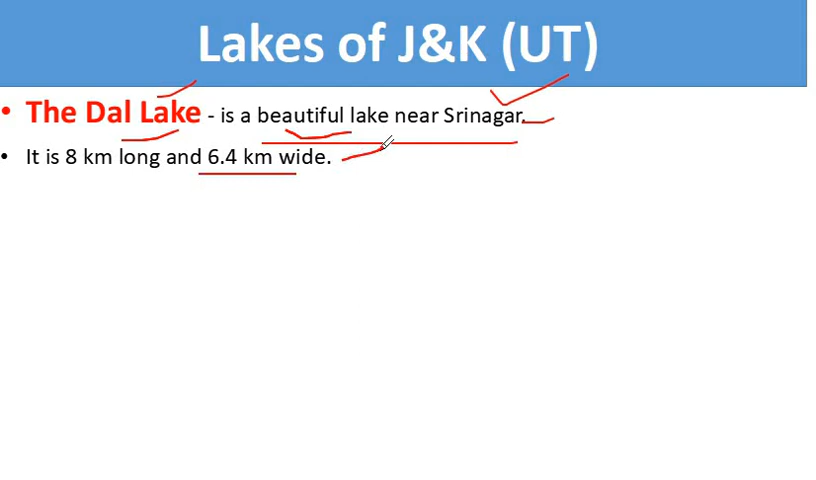 Lakes of J&K (UT)
• The Dal Lake - is a beautiful lake near Srinagar.
• It is 8 km long and 6.4 km wide.